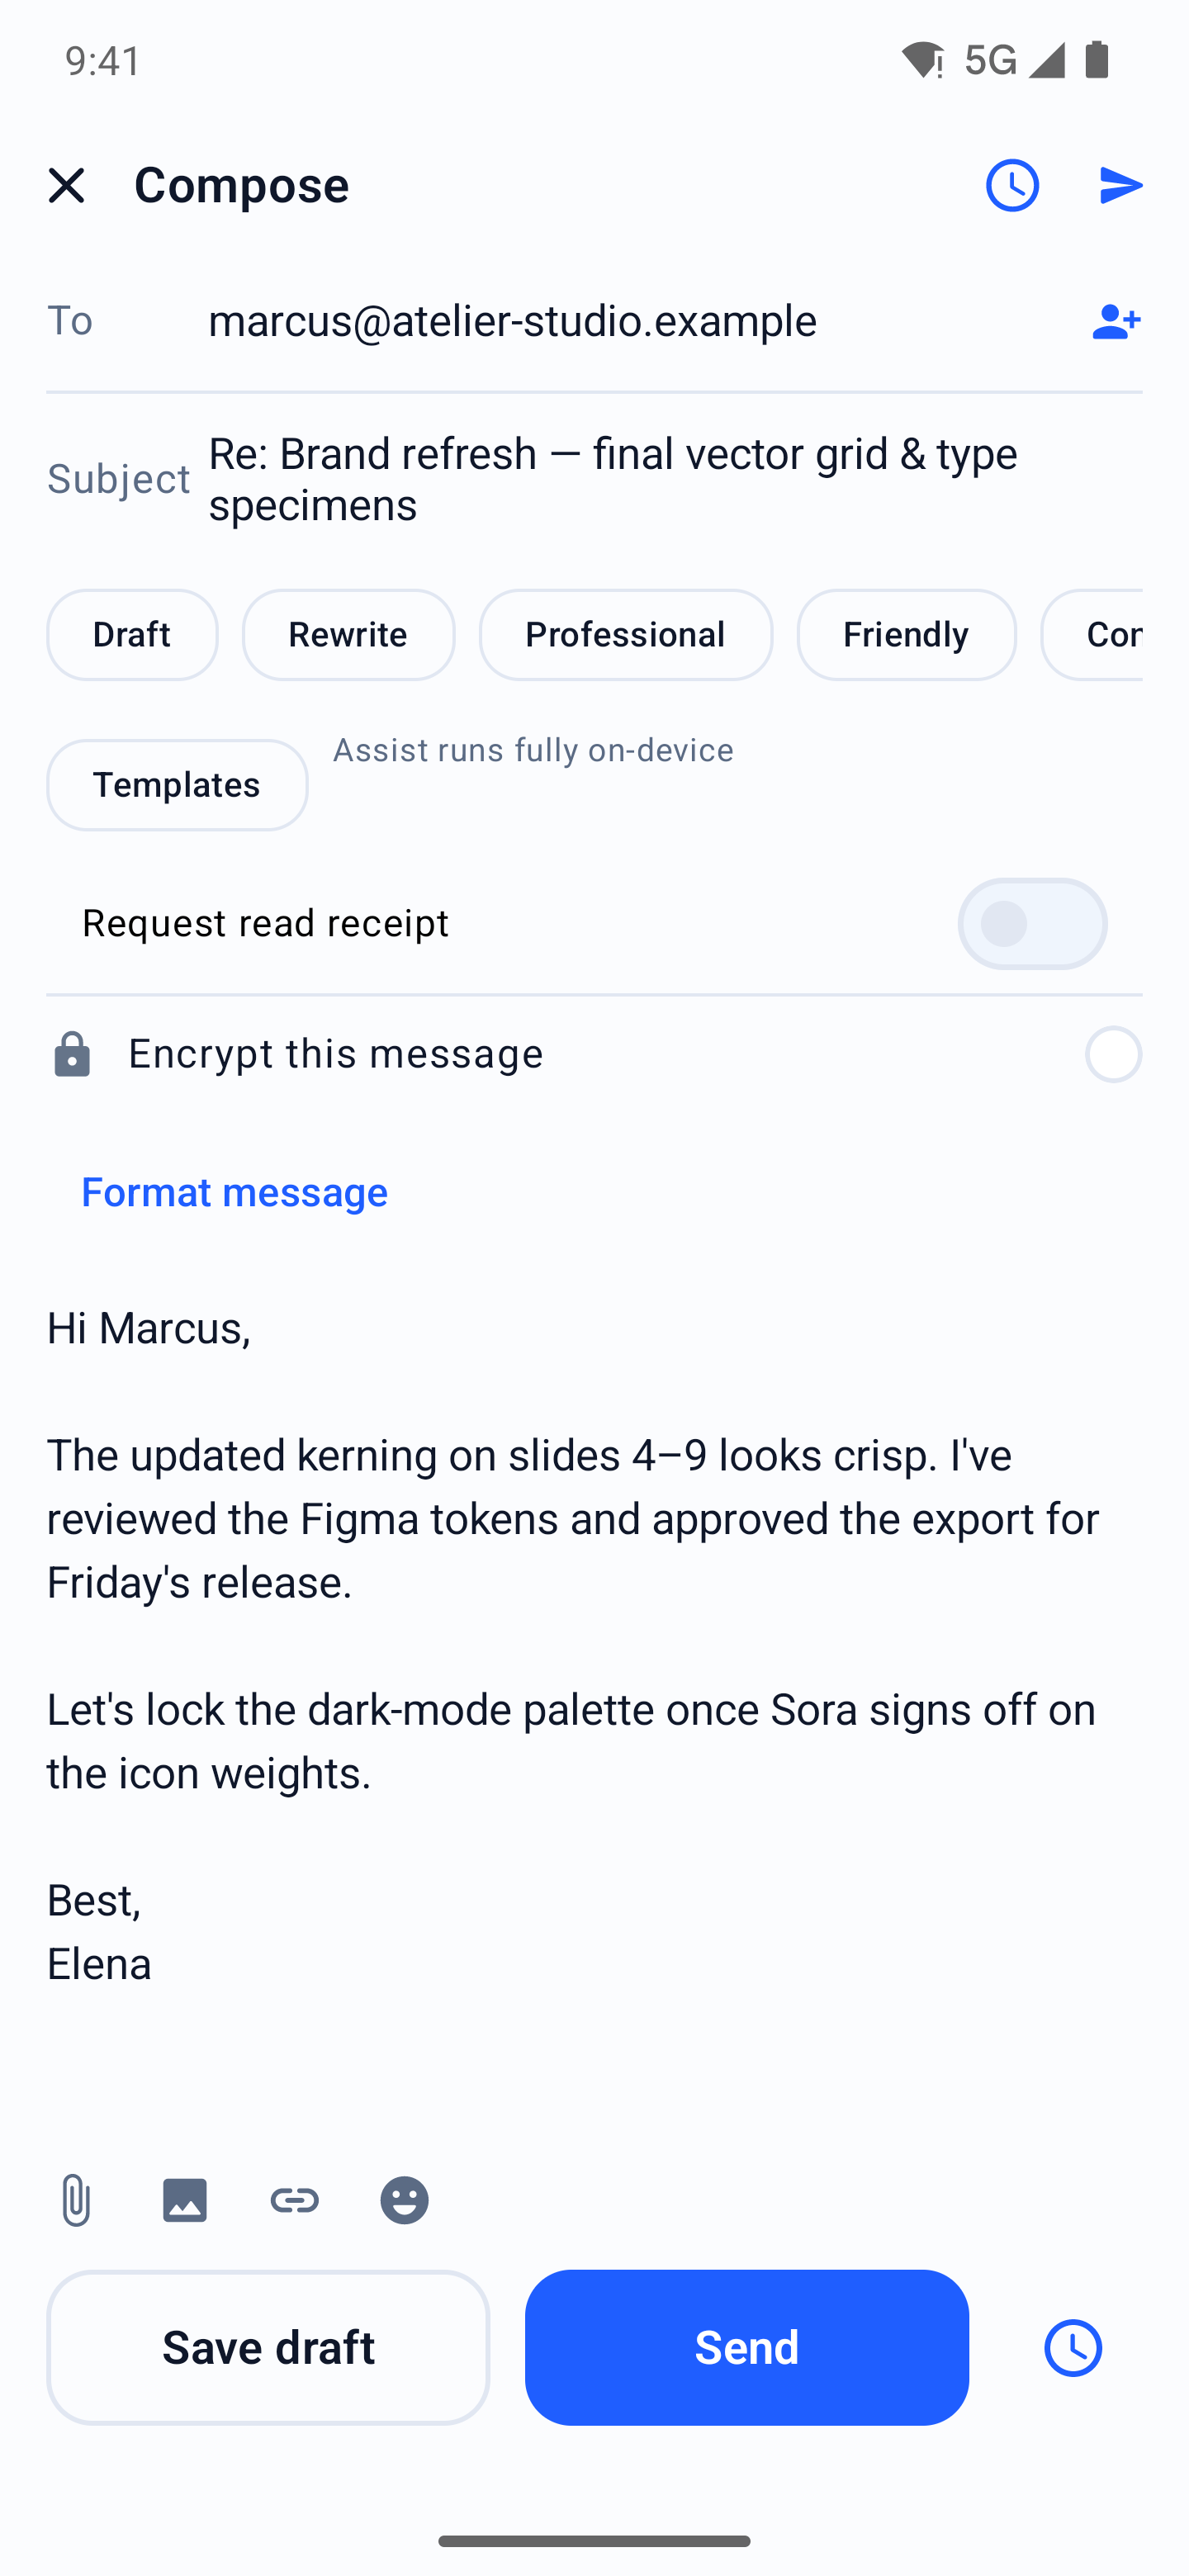 9:41
5G
Compose
To
marcus@atelier-studio.example
Subject
Re: Brand refresh — final vector grid & type
specimens
Draft
Rewrite
Professional
Friendly
Templates
Assist runs fully on-device
Request read receipt
Encrypt this message
Format message
Hi Marcus,
The updated kerning on slides 4–9 looks crisp. I've
reviewed the Figma tokens and approved the export for
Friday's release.
Let's lock the dark-mode palette once Sora signs off on
the icon weights.
Best,
Elena
Save draft
Send